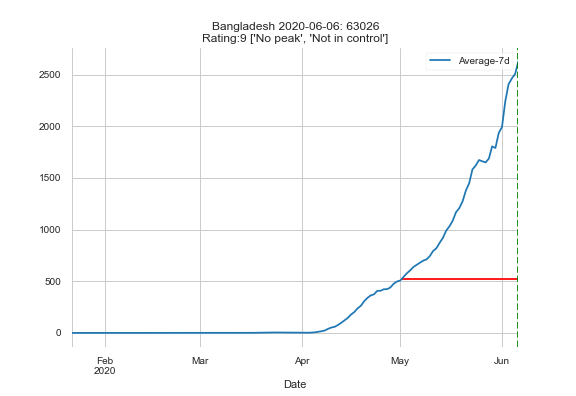 Bangladesh 2020-06-06: 63026
Rating:9 ['No peak', 'Not in control']
Average-7d
2500
2000
1500
1000
500
0
Feb Mar Apr May Jun
2020
Date